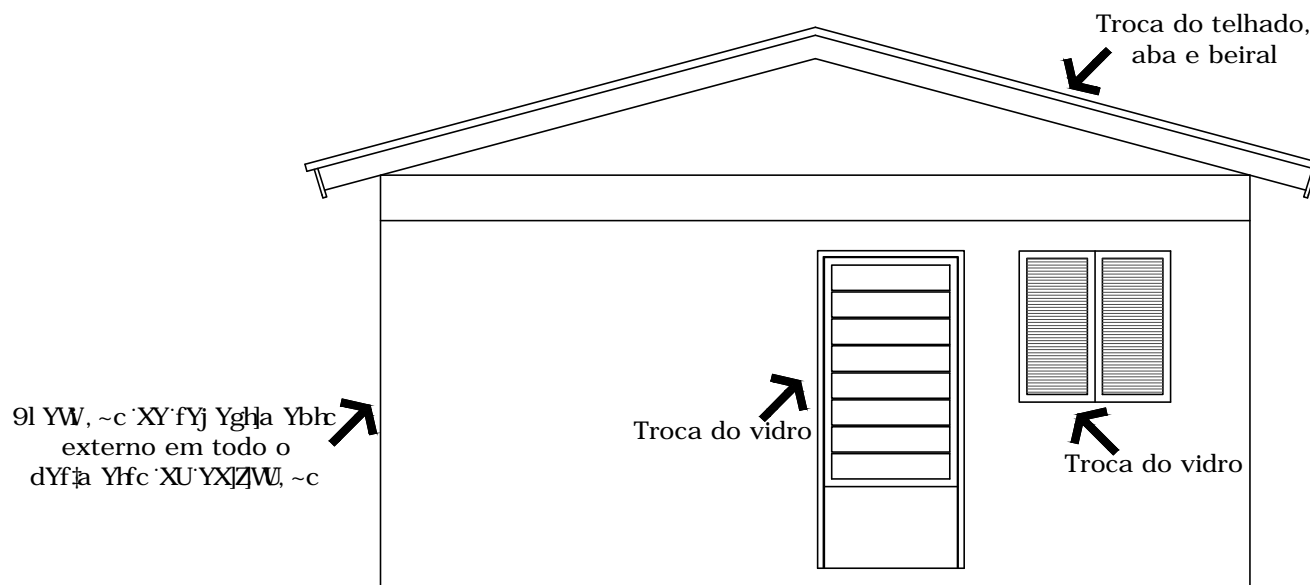 Troca do telhado,
aba e beiral
externo em todo o
Troca do vidro
Troca do vidro